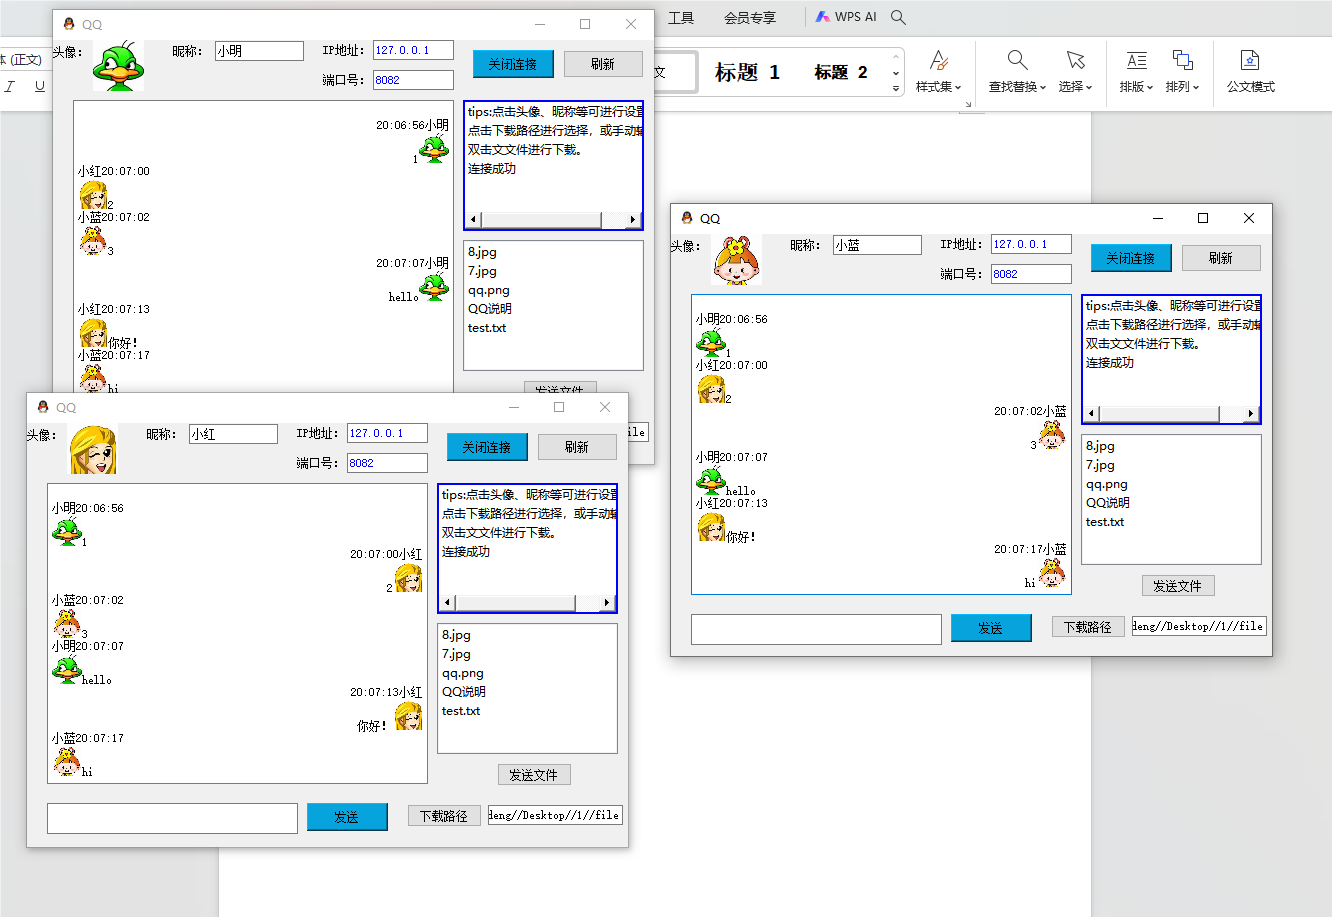 工具 会员专享 WPS AI
体 (正文)
I U
文 标题 1 标题 2
样式集 查找替换 选择 排版 排列 公文模式
QQ
头像: 昵称: 小明 IP地址: 127.0.0.1 关闭连接 刷新
端口号: 8082
20:06:56小明
1
小红20:07:00
2
小蓝20:07:02
3
20:07:07小明
hello
小红20:07:13
你好!
小蓝20:07:17
hi
tips:点击头像、昵称等可进行设置
点击下载路径进行选择，或手动输
双击文文件进行下载。
连接成功
8.jpg
7.jpg
qq.png
QQ说明
test.txt
发送文件
ile
QQ
头像: 昵称: 小蓝 IP地址: 127.0.0.1 关闭连接 刷新
端口号: 8082
小明20:06:56
1
小红20:07:00
2
20:07:02小蓝
3
小明20:07:07
hello
小红20:07:13
你好!
20:07:17小蓝
hi
tips:点击头像、昵称等可进行设置
点击下载路径进行选择，或手动输
双击文文件进行下载。
连接成功
8.jpg
7.jpg
qq.png
QQ说明
test.txt
发送文件
发送 下载路径 deng//Desktop//1//file
QQ
头像: 昵称: 小红 IP地址: 127.0.0.1 关闭连接 刷新
端口号: 8082
小明20:06:56
1
20:07:00小红
2
小蓝20:07:02
3
小明20:07:07
hello
20:07:13小红
你好!
小蓝20:07:17
hi
tips:点击头像、昵称等可进行设置
点击下载路径进行选择，或手动输
双击文文件进行下载。
连接成功
8.jpg
7.jpg
qq.png
QQ说明
test.txt
发送文件
发送 下载路径 deng//Desktop//1//file